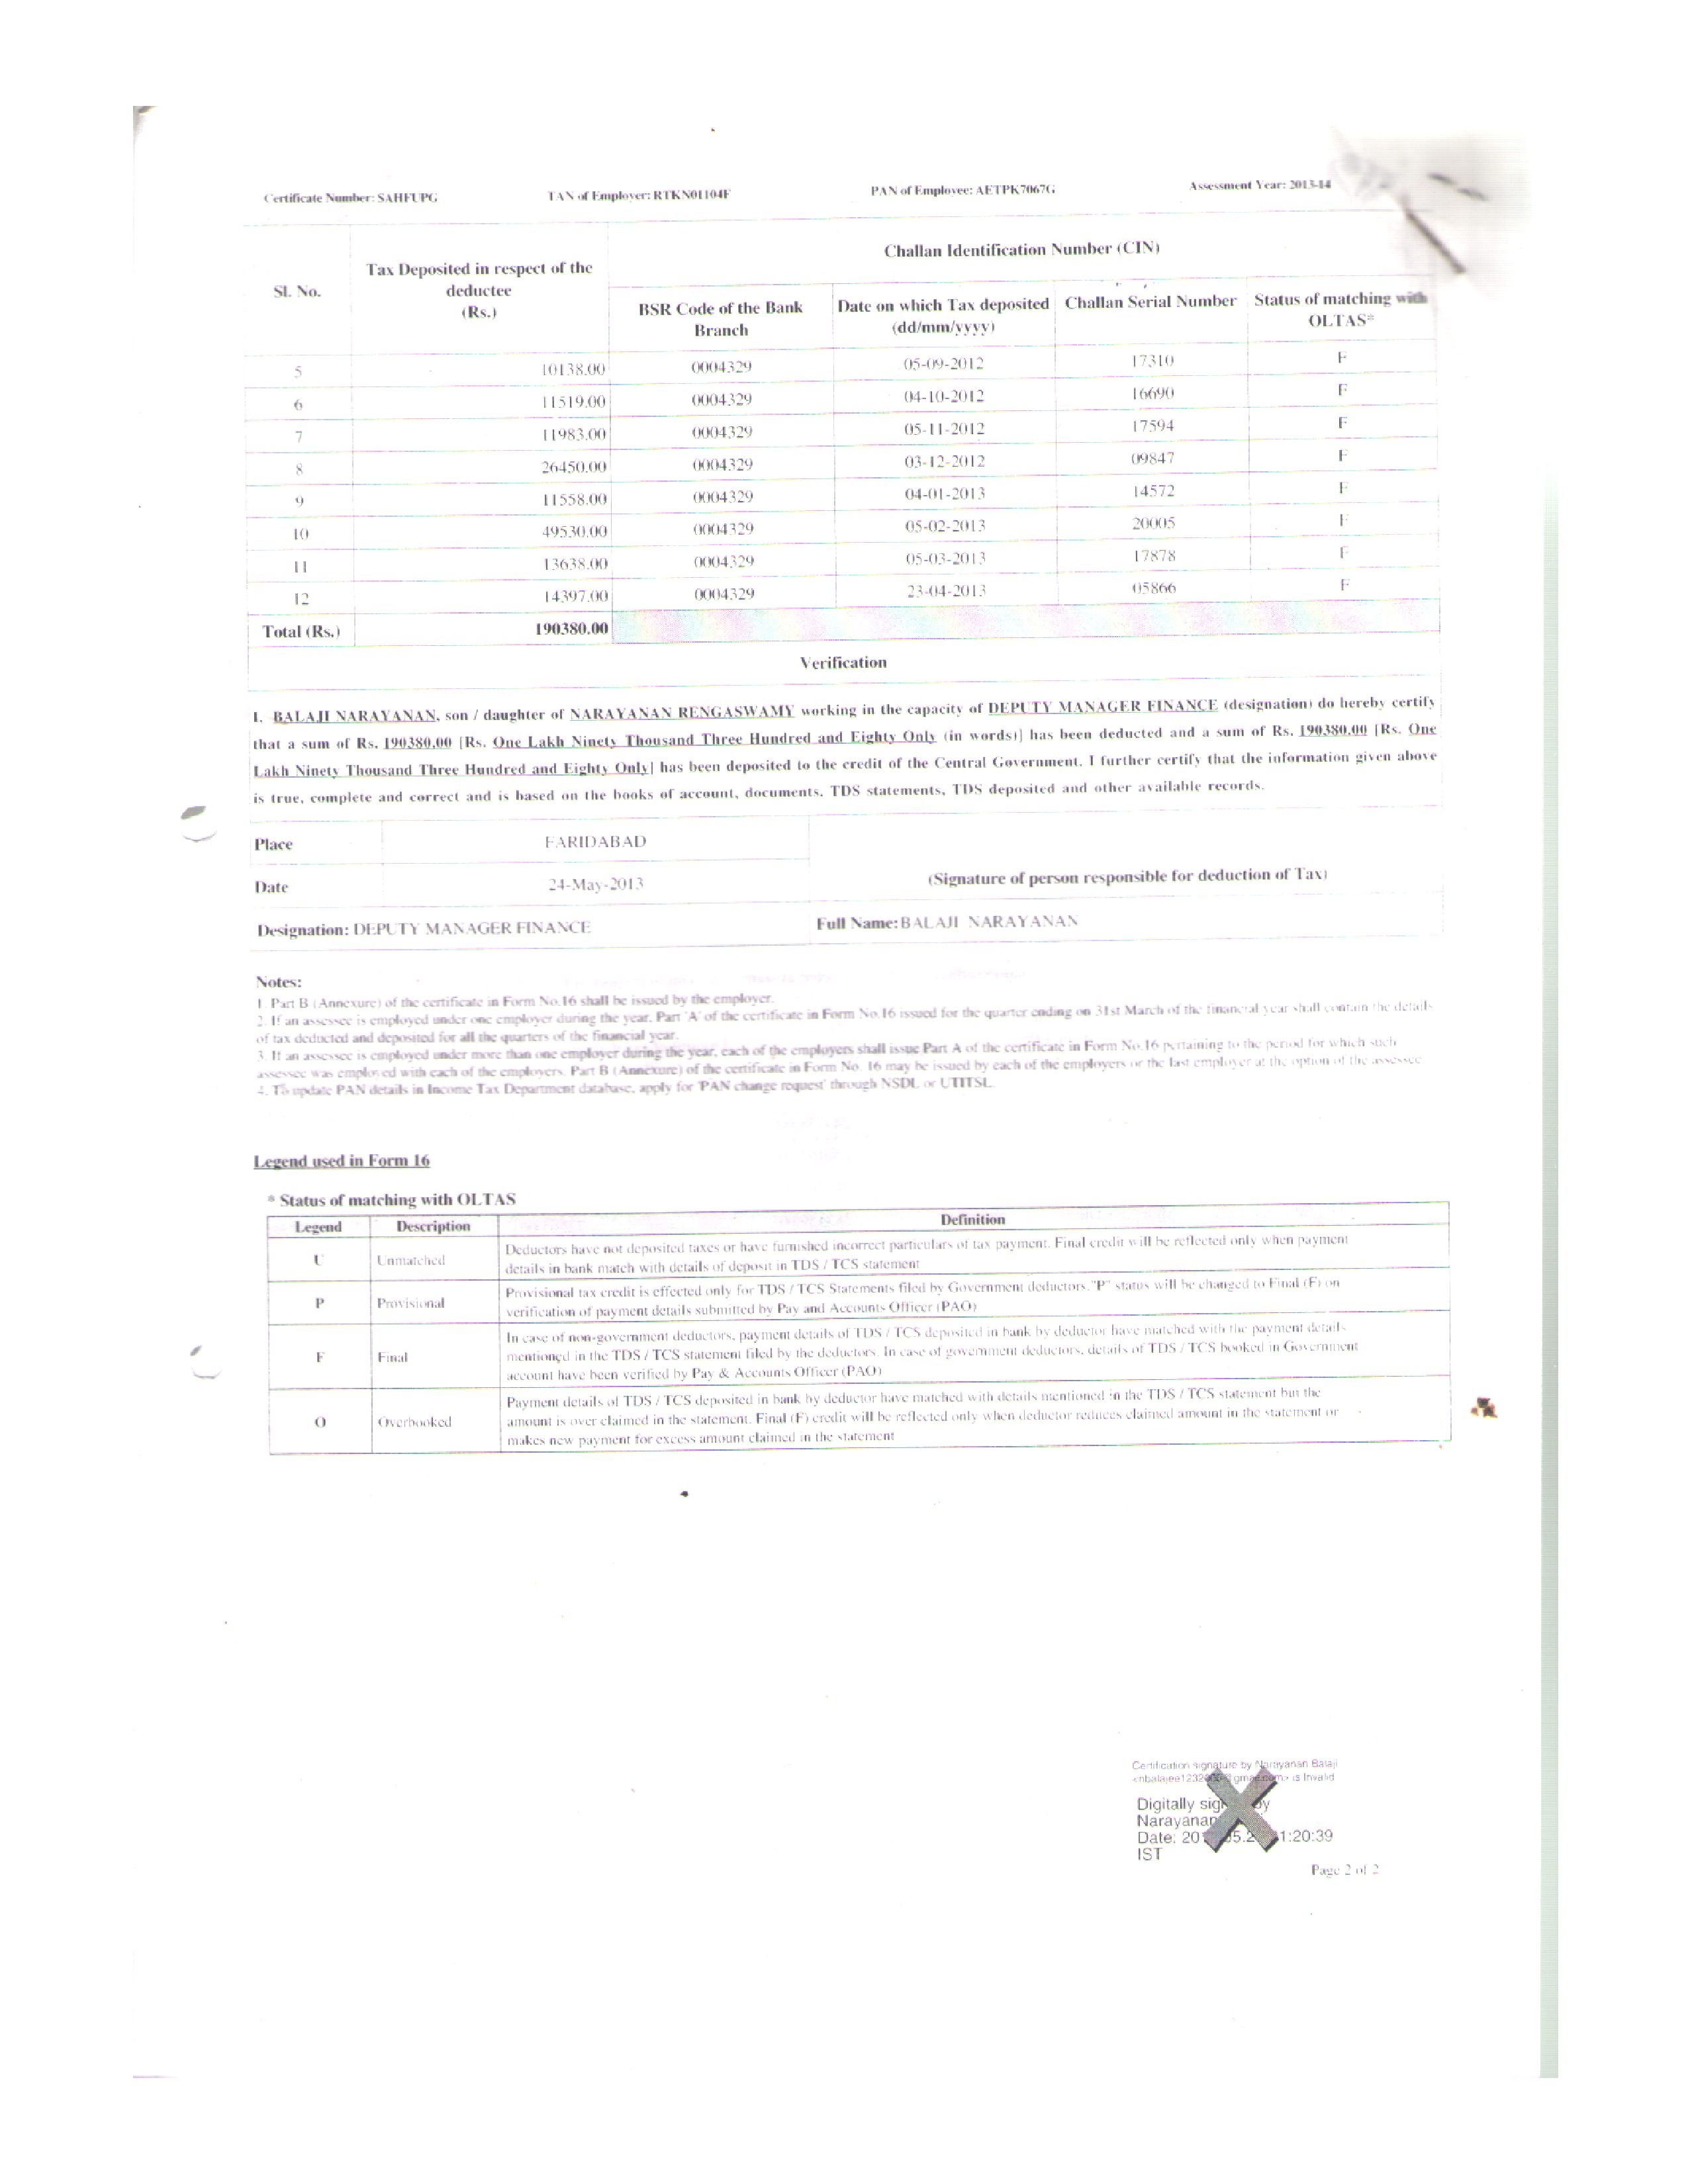 Certificate Number: SAHFUPG TAN of Employer: RTKN01104F PAN of Employee: AETPK7067G Assessment Year: 2013-14
Sl. No. Tax Deposited in respect of the deductee (Rs.) Challan Identification Number (CIN)
BSR Code of the Bank Branch Date on which Tax deposited (dd/mm/yyyy) Challan Serial Number Status of matching with OLTAS*
5 10138.00 0004329 05-09-2012 17310 F
6 11519.00 0004329 04-10-2012 16690 F
7 11983.00 0004329 05-11-2012 17594 F
8 26450.00 0004329 03-12-2012 09847 F
9 11558.00 0004329 04-01-2013 14572 F
10 49530.00 0004329 05-02-2013 20005 F
11 13638.00 0004329 05-03-2013 17878 F
12 14397.00 0004329 23-04-2013 05866 F
Total (Rs.) 190380.00
Verification
I, BALAJI NARAYANAN, son / daughter of NARAYANAN RENGASWAMY working in the capacity of DEPUTY MANAGER FINANCE (designation) do hereby certify
that a sum of Rs. 190380.00 [Rs. One Lakh Ninety Thousand Three Hundred and Eighty Only (in words)] has been deducted and a sum of Rs. 190380.00 [Rs. One
Lakh Ninety Thousand Three Hundred and Eighty Only] has been deposited to the credit of the Central Government. I further certify that the information given above
is true, complete and correct and is based on the books of account, documents, TDS statements, TDS deposited and other available records.
Place FARIDABAD
Date 24-May-2013 (Signature of person responsible for deduction of Tax)
Designation: DEPUTY MANAGER FINANCE Full Name: BALAJI NARAYANAN
Notes:
1. Part B (Annexure) of the certificate in Form No.16 shall be issued by the employer.
2. If an assessee is employed under one employer during the year, Part 'A' of the certificate in Form No.16 issued for the quarter ending on 31st March of the financial year shall contain the details
of tax deducted and deposited for all the quarters of the financial year.
3. If an assessee is employed under more than one employer during the year, each of the employers shall issue Part A of the certificate in Form No.16 pertaining to the period for which such
assessee was employed with each of the employers. Part B (Annexure) of the certificate in Form No. 16 may be issued by each of the employers or the last employer at the option of the assessee.
4. To update PAN details in Income Tax Department database, apply for 'PAN change request' through NSDL or UTITSL.
Legend used in Form 16
* Status of matching with OLTAS
Legend Description Definition
U Unmatched Deductors have not deposited taxes or have furnished incorrect particulars of tax payment. Final credit will be reflected only when payment
details in bank match with details of deposit in TDS / TCS statement
P Provisional Provisional tax credit is effected only for TDS / TCS Statements filed by Government deductors."P" status will be changed to Final (F) on
verification of payment details submitted by Pay and Accounts Officer (PAO)
F Final In case of non-government deductors, payment details of TDS / TCS deposited in bank by deductor have matched with the payment details
mentioned in the TDS / TCS statement filed by the deductors. In case of government deductors, details of TDS / TCS booked in Government
account have been verified by Pay & Accounts Officer (PAO)
O Overbooked Payment details of TDS / TCS deposited in bank by deductor have matched with details mentioned in the TDS / TCS statement but the
amount is over claimed in the statement. Final (F) credit will be reflected only when deductor reduces claimed amount in the statement or
makes new payment for excess amount claimed in the statement
Certification signature by Narayanan Balaji
is Invalid
Digitally signed by
Narayanan
Date: 1:20:39
IST
Page 2 of 2